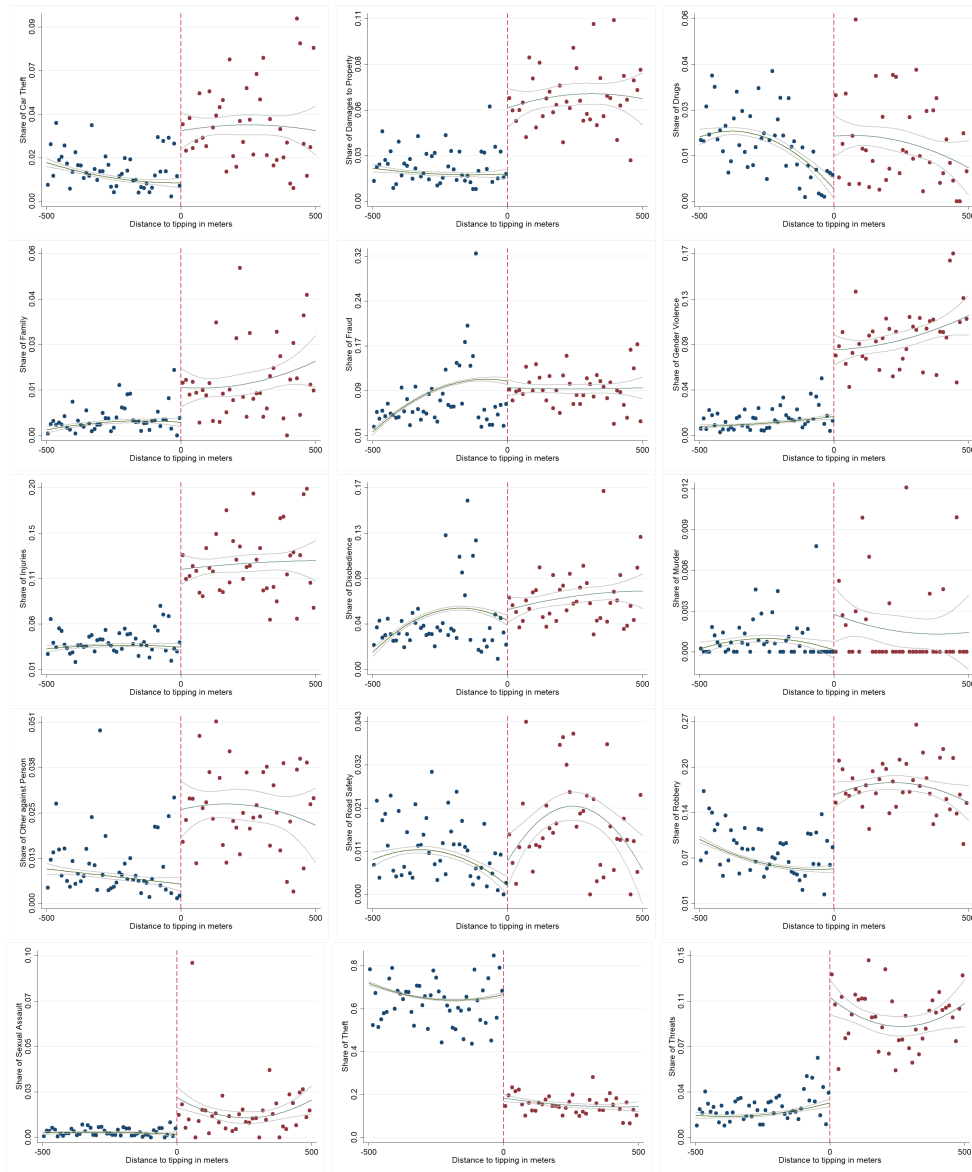 Share of Car Theft
0.00 0.02 0.04 0.07 0.09
-500 0 500
Distance to tipping in meters
Share of Damages to Property
0.00 0.03 0.06 0.08 0.11
-500 0 500
Distance to tipping in meters
Share of Drugs
0.00 0.01 0.03 0.04 0.06
-500 0 500
Distance to tipping in meters
Share of Family
0.00 0.01 0.03 0.04 0.06
-500 0 500
Distance to tipping in meters
Share of Fraud
0.01 0.09 0.17 0.24 0.32
-500 0 500
Distance to tipping in meters
Share of Gender Violence
0.00 0.04 0.09 0.13 0.17
-500 0 500
Distance to tipping in meters
Share of Injuries
0.01 0.06 0.11 0.15 0.20
-500 0 500
Distance to tipping in meters
Share of Disobedience
0.00 0.04 0.09 0.13 0.17
-500 0 500
Distance to tipping in meters
Share of Murder
0.000 0.003 0.006 0.009 0.012
-500 0 500
Distance to tipping in meters
Share of Other against Person
0.000 0.013 0.025 0.038 0.051
-500 0 500
Distance to tipping in meters
Share of Road Safety
0.000 0.011 0.021 0.032 0.043
-500 0 500
Distance to tipping in meters
Share of Robbery
0.01 0.07 0.14 0.20 0.27
-500 0 500
Distance to tipping in meters
Share of Sexual Assault
0.00 0.03 0.05 0.07 0.10
-500 0 500
Distance to tipping in meters
Share of Theft
0.0 0.2 0.4 0.6 0.8
-500 0 500
Distance to tipping in meters
Share of Threats
0.00 0.04 0.07 0.11 0.15
-500 0 500
Distance to tipping in meters